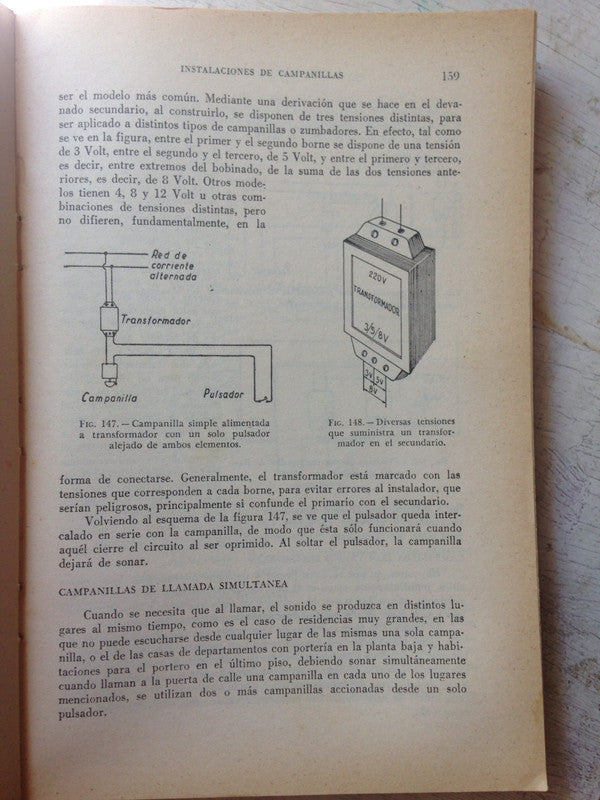 INSTALACIONES DE CAMPANILLAS 159
ser el modelo más común. Mediante una derivación que se hace en el deva-
nado secundario, al construirlo, se disponen de tres tensiones distintas, para
ser aplicado a distintos tipos de campanillas o zumbadores. En efecto, tal como
se ve en la figura, entre el primer y el segundo borne se dispone de una tensión
de 3 Volt, entre el segundo y el tercero, de 5 Volt, y entre el primero y tercero,
es decir, entre extremos del bobinado, de la suma de las dos tensiones ante-
riores, es decir, de 8 Volt. Otros mode-
los tienen 4, 8 y 12 Volt u otras com-
binaciones de tensiones distintas, pero
no difieren, fundamentalmente, en la
Red de
corriente
alternada
Transformador
Campanilla
Pulsador
FIG. 147. — Campanilla simple alimentada
a transformador con un solo pulsador
alejado de ambos elementos.
220V
TRANSFORMADOR
3/5/8V
3V 5V
8V
FIG. 148. — Diversas tensiones
que suministra un transfor-
mador en el secundario.
forma de conectarse. Generalmente, el transformador está marcado con las
tensiones que corresponden a cada borne, para evitar errores al instalador, que
serían peligrosos, principalmente si confunde el primario con el secundario.
Volviendo al esquema de la figura 147, se ve que el pulsador queda inter-
calado en serie con la campanilla, de modo que ésta sólo funcionará cuando
aquél cierre el circuito al ser oprimido. Al soltar el pulsador, la campanilla
dejará de sonar.
CAMPANILLAS DE LLAMADA SIMULTANEA
Cuando se necesita que al llamar, el sonido se produzca en distintos lu-
gares al mismo tiempo, como es el caso de residencias muy grandes, en las
que no puede escucharse desde cualquier lugar de las mismas una sola campa-
nilla, o el de las casas de departamentos con portería en la planta baja y habi-
taciones para el portero en el último piso, debiendo sonar simultáneamente
cuando llaman a la puerta de calle una campanilla en cada uno de los lugares
mencionados, se utilizan dos o más campanillas accionadas desde un solo
pulsador.